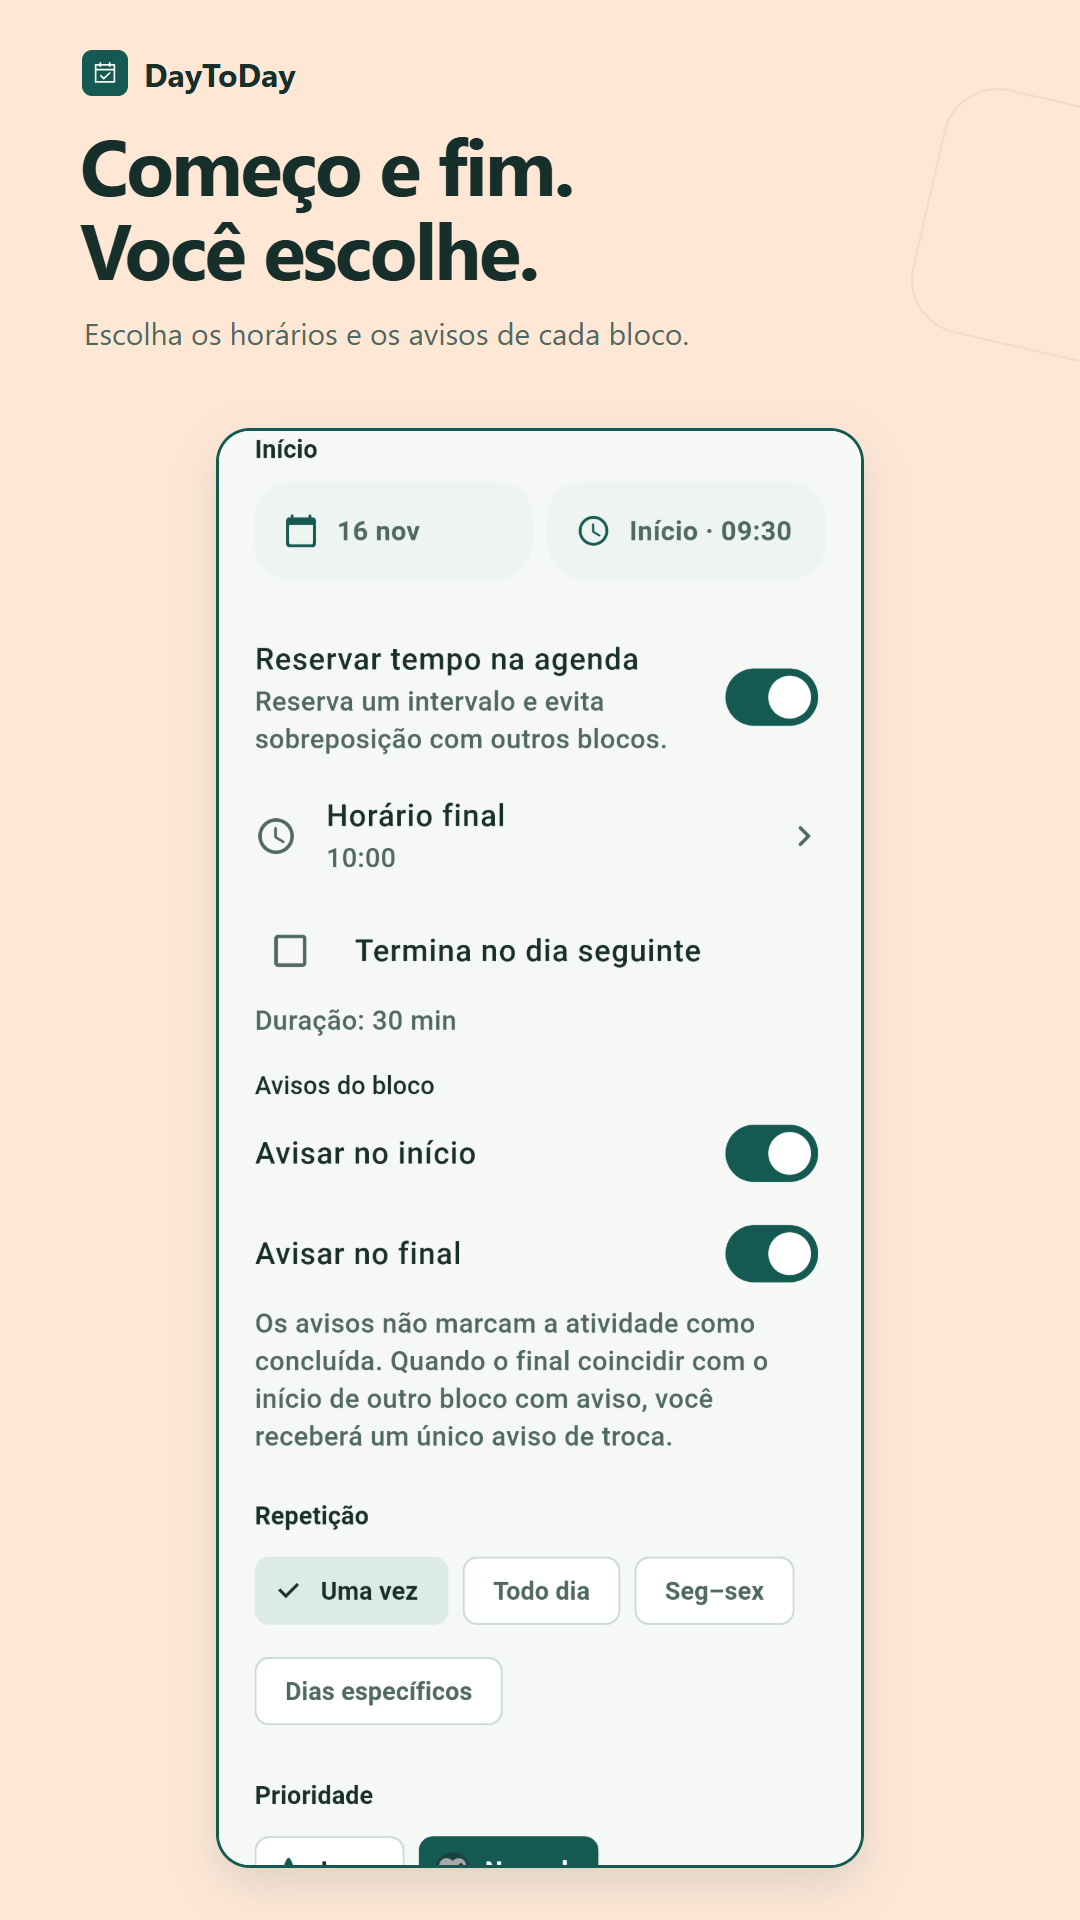 DayToDay
Começo e fim.
Você escolhe.
Escolha os horários e os avisos de cada bloco.
Início
16 nov
Início · 09:30
Reservar tempo na agenda
Reserva um intervalo e evita
sobreposição com outros blocos.
Horário final
10:00
Termina no dia seguinte
Duração: 30 min
Avisos do bloco
Avisar no início
Avisar no final
Os avisos não marcam a atividade como
concluída. Quando o final coincidir com o
início de outro bloco com aviso, você
receberá um único aviso de troca.
Repetição
Uma vez
Todo dia
Seg–sex
Dias específicos
Prioridade